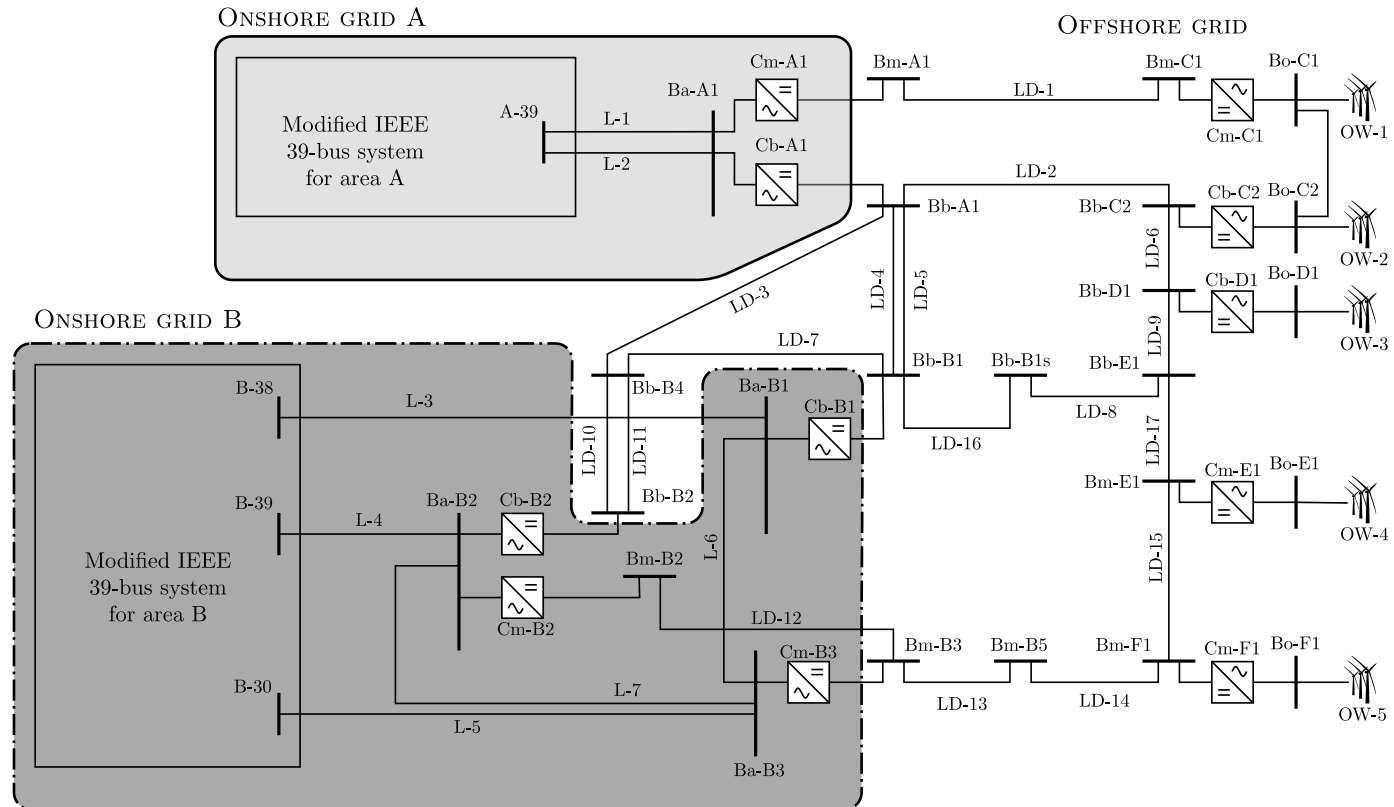 ONSHORE GRID A
OFFSHORE GRID
Cm-A1
Bm-A1
Bm-C1
Bo-C1
Ba-A1
LD-1
A-39
L-1
Modified IEEE
39-bus system
for area A
L-2
Cb-A1
Cm-C1
OW-1
LD-2
Bb-A1
Bb-C2
Cb-C2
Bo-C2
OW-2
LD-3
LD-4
LD-5
LD-6
Bb-D1
Cb-D1
Bo-D1
OW-3
ONSHORE GRID B
LD-7
LD-9
Bb-B4
Bb-B1
Bb-B1s
Bb-E1
B-38
L-3
Ba-B1
Cb-B1
LD-8
LD-10
LD-11
LD-16
LD-17
B-39
L-4
Ba-B2
Cb-B2
Bb-B2
Bm-E1
Cm-E1
Bo-E1
OW-4
L-6
LD-15
Modified IEEE
39-bus system
for area B
Bm-B2
Cm-B2
LD-12
Bm-B3
Bm-B5
Bm-F1
Cm-F1
Bo-F1
Cm-B3
B-30
L-7
L-5
LD-13
LD-14
OW-5
Ba-B3